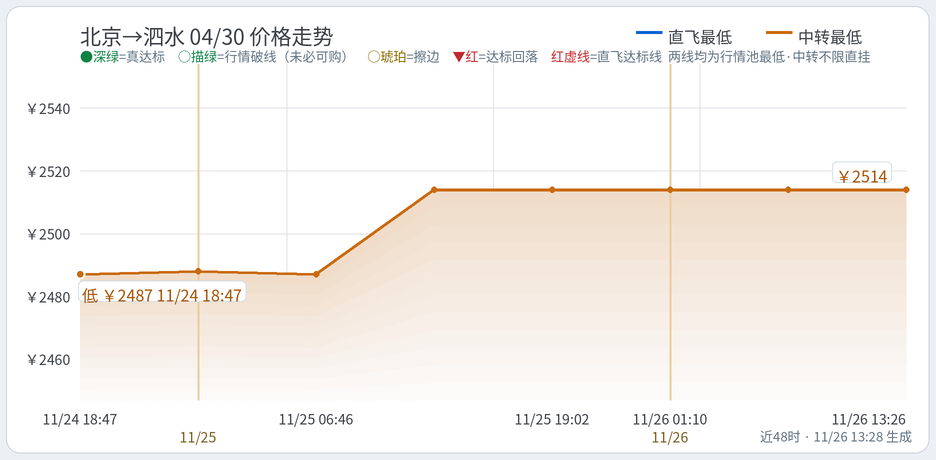 北京→泗水 04/30 价格走势
直飞最低 中转最低
●深绿=真达标 ○描绿=行情破线（未必可购） ○琥珀=擦边 ▼红=达标回落 红虚线=直飞达标线 两线均为行情池最低·中转不限直挂
￥2540
￥2520
￥2514
￥2500
￥2480
低 ￥2487 11/24 18:47
￥2460
11/24 18:47 11/25 06:46 11/25 19:02 11/26 01:10 11/26 13:26
11/25 11/26 近48时 · 11/26 13:28 生成